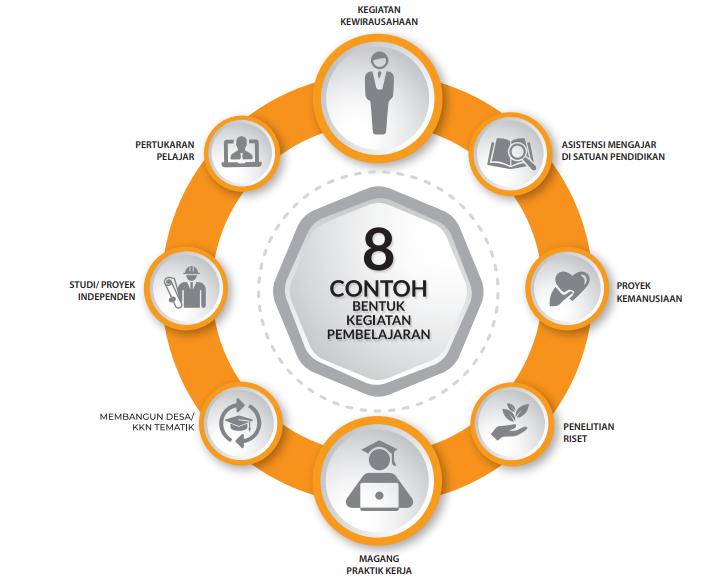 KEGIATAN
KEWIRAUSAHAAN
PERTUKARAN
PELAJAR
ASISTENSI MENGAJAR
DI SATUAN PENDIDIKAN
STUDI/ PROYEK
INDEPENDEN
8
CONTOH
BENTUK
KEGIATAN
PEMBELAJARAN
PROYEK
KEMANUSIAAN
MEMBANGUN DESA/
KKN TEMATIK
PENELITIAN
RISET
MAGANG
PRAKTIK KERJA